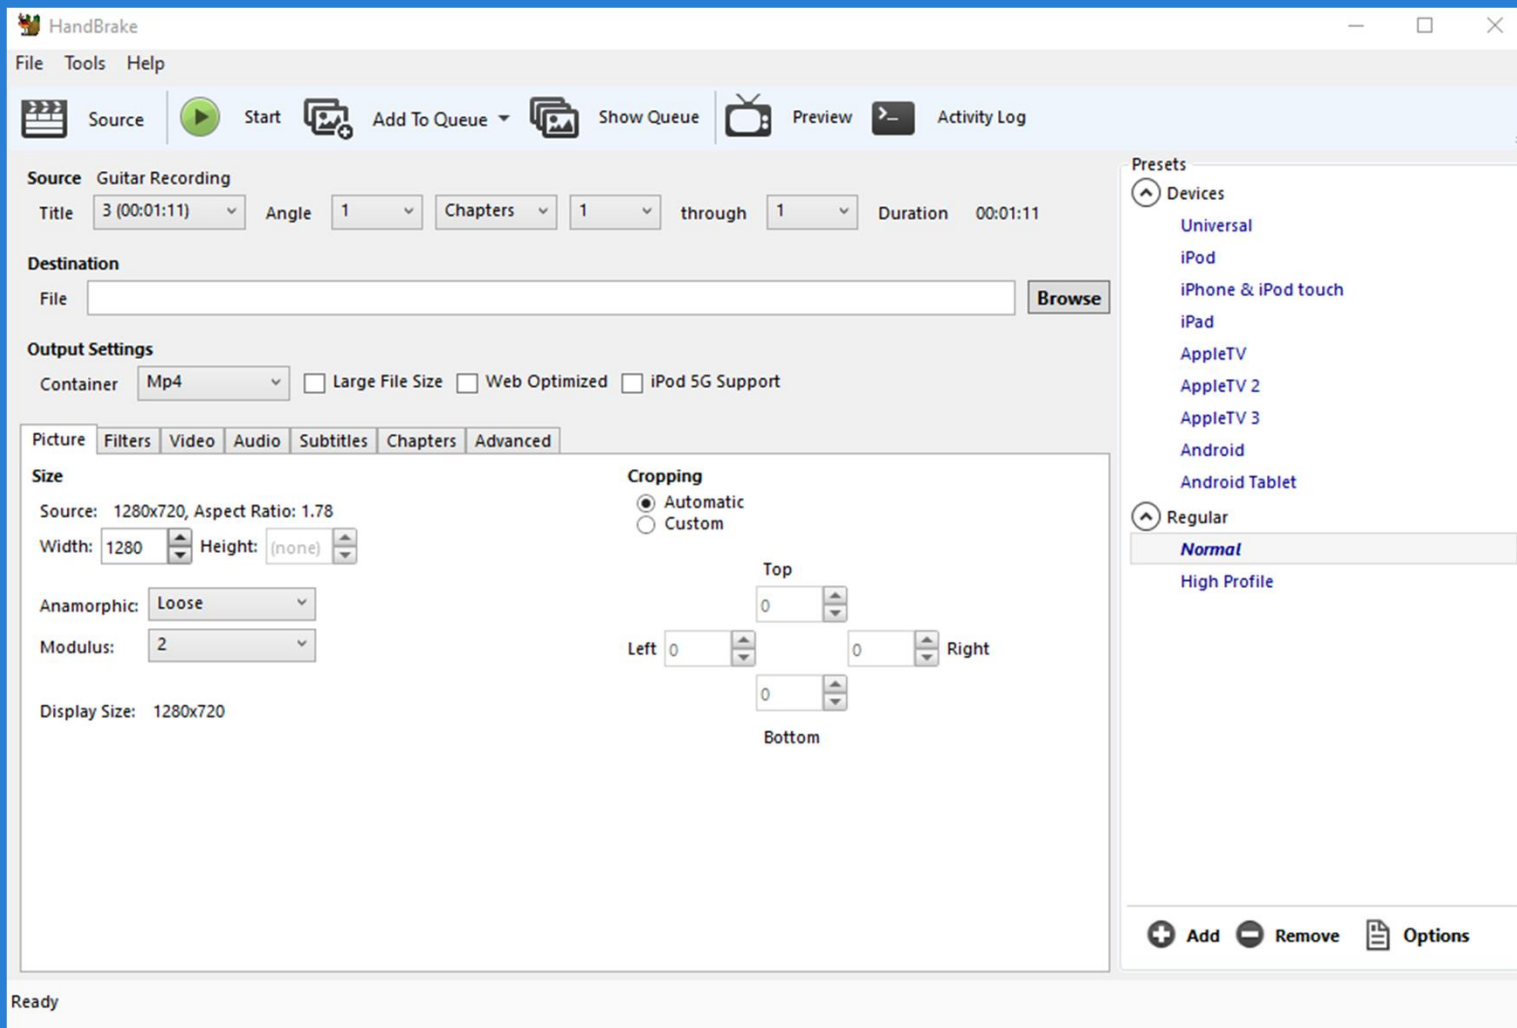 HandBrake
File Tools Help
Source Start Add To Queue Show Queue Preview Activity Log
Source Guitar Recording
Title 3 (00:01:11) Angle 1 Chapters 1 through 1 Duration 00:01:11
Destination
File Browse
Output Settings
Container Mp4 Large File Size Web Optimized iPod 5G Support
Picture Filters Video Audio Subtitles Chapters Advanced
Size
Source: 1280x720, Aspect Ratio: 1.78
Width: 1280 Height: (none)
Anamorphic: Loose
Modulus: 2
Display Size: 1280x720
Cropping
Automatic
Custom
Top
0
Left 0 0 Right
0
Bottom
Presets
Devices
Universal
iPod
iPhone & iPod touch
iPad
AppleTV
AppleTV 2
AppleTV 3
Android
Android Tablet
Regular
Normal
High Profile
Add Remove Options
Ready